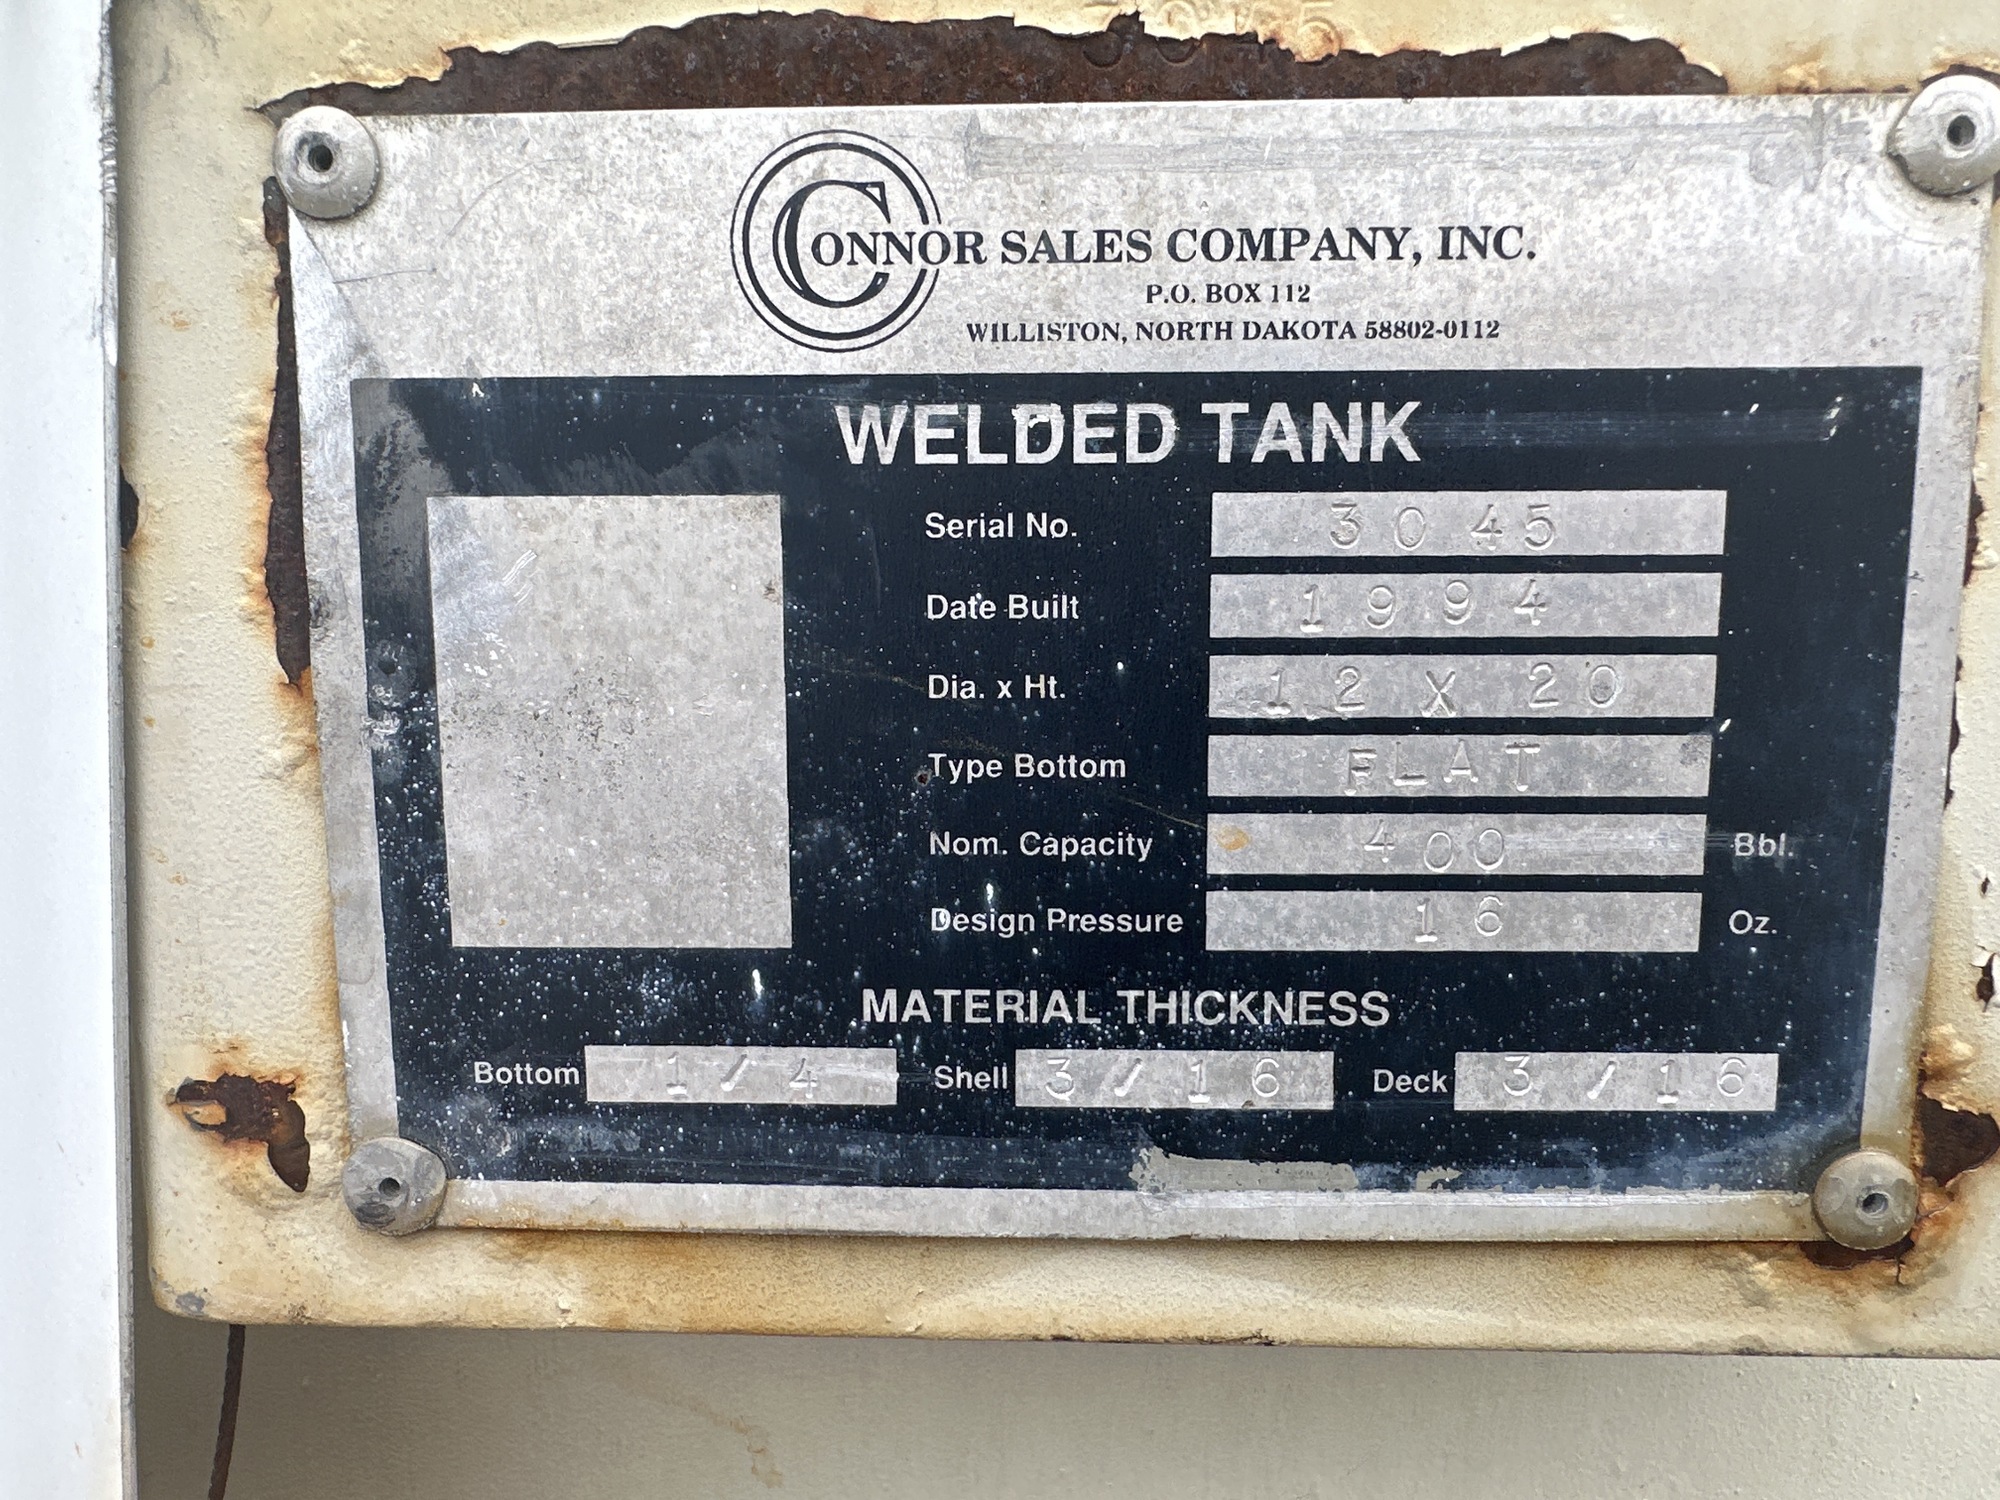 3045
CONNOR SALES COMPANY, INC.
P.O. BOX 112
WILLISTON, NORTH DAKOTA 58802-0112
WELDED TANK
Serial No. 3045
Date Built 1994
Dia. x Ht. 12 X 20
Type Bottom FLAT
Nom. Capacity 400 Bbl.
Design Pressure 16 Oz.
MATERIAL THICKNESS
Bottom 1/4 Shell 3/16 Deck 3/16